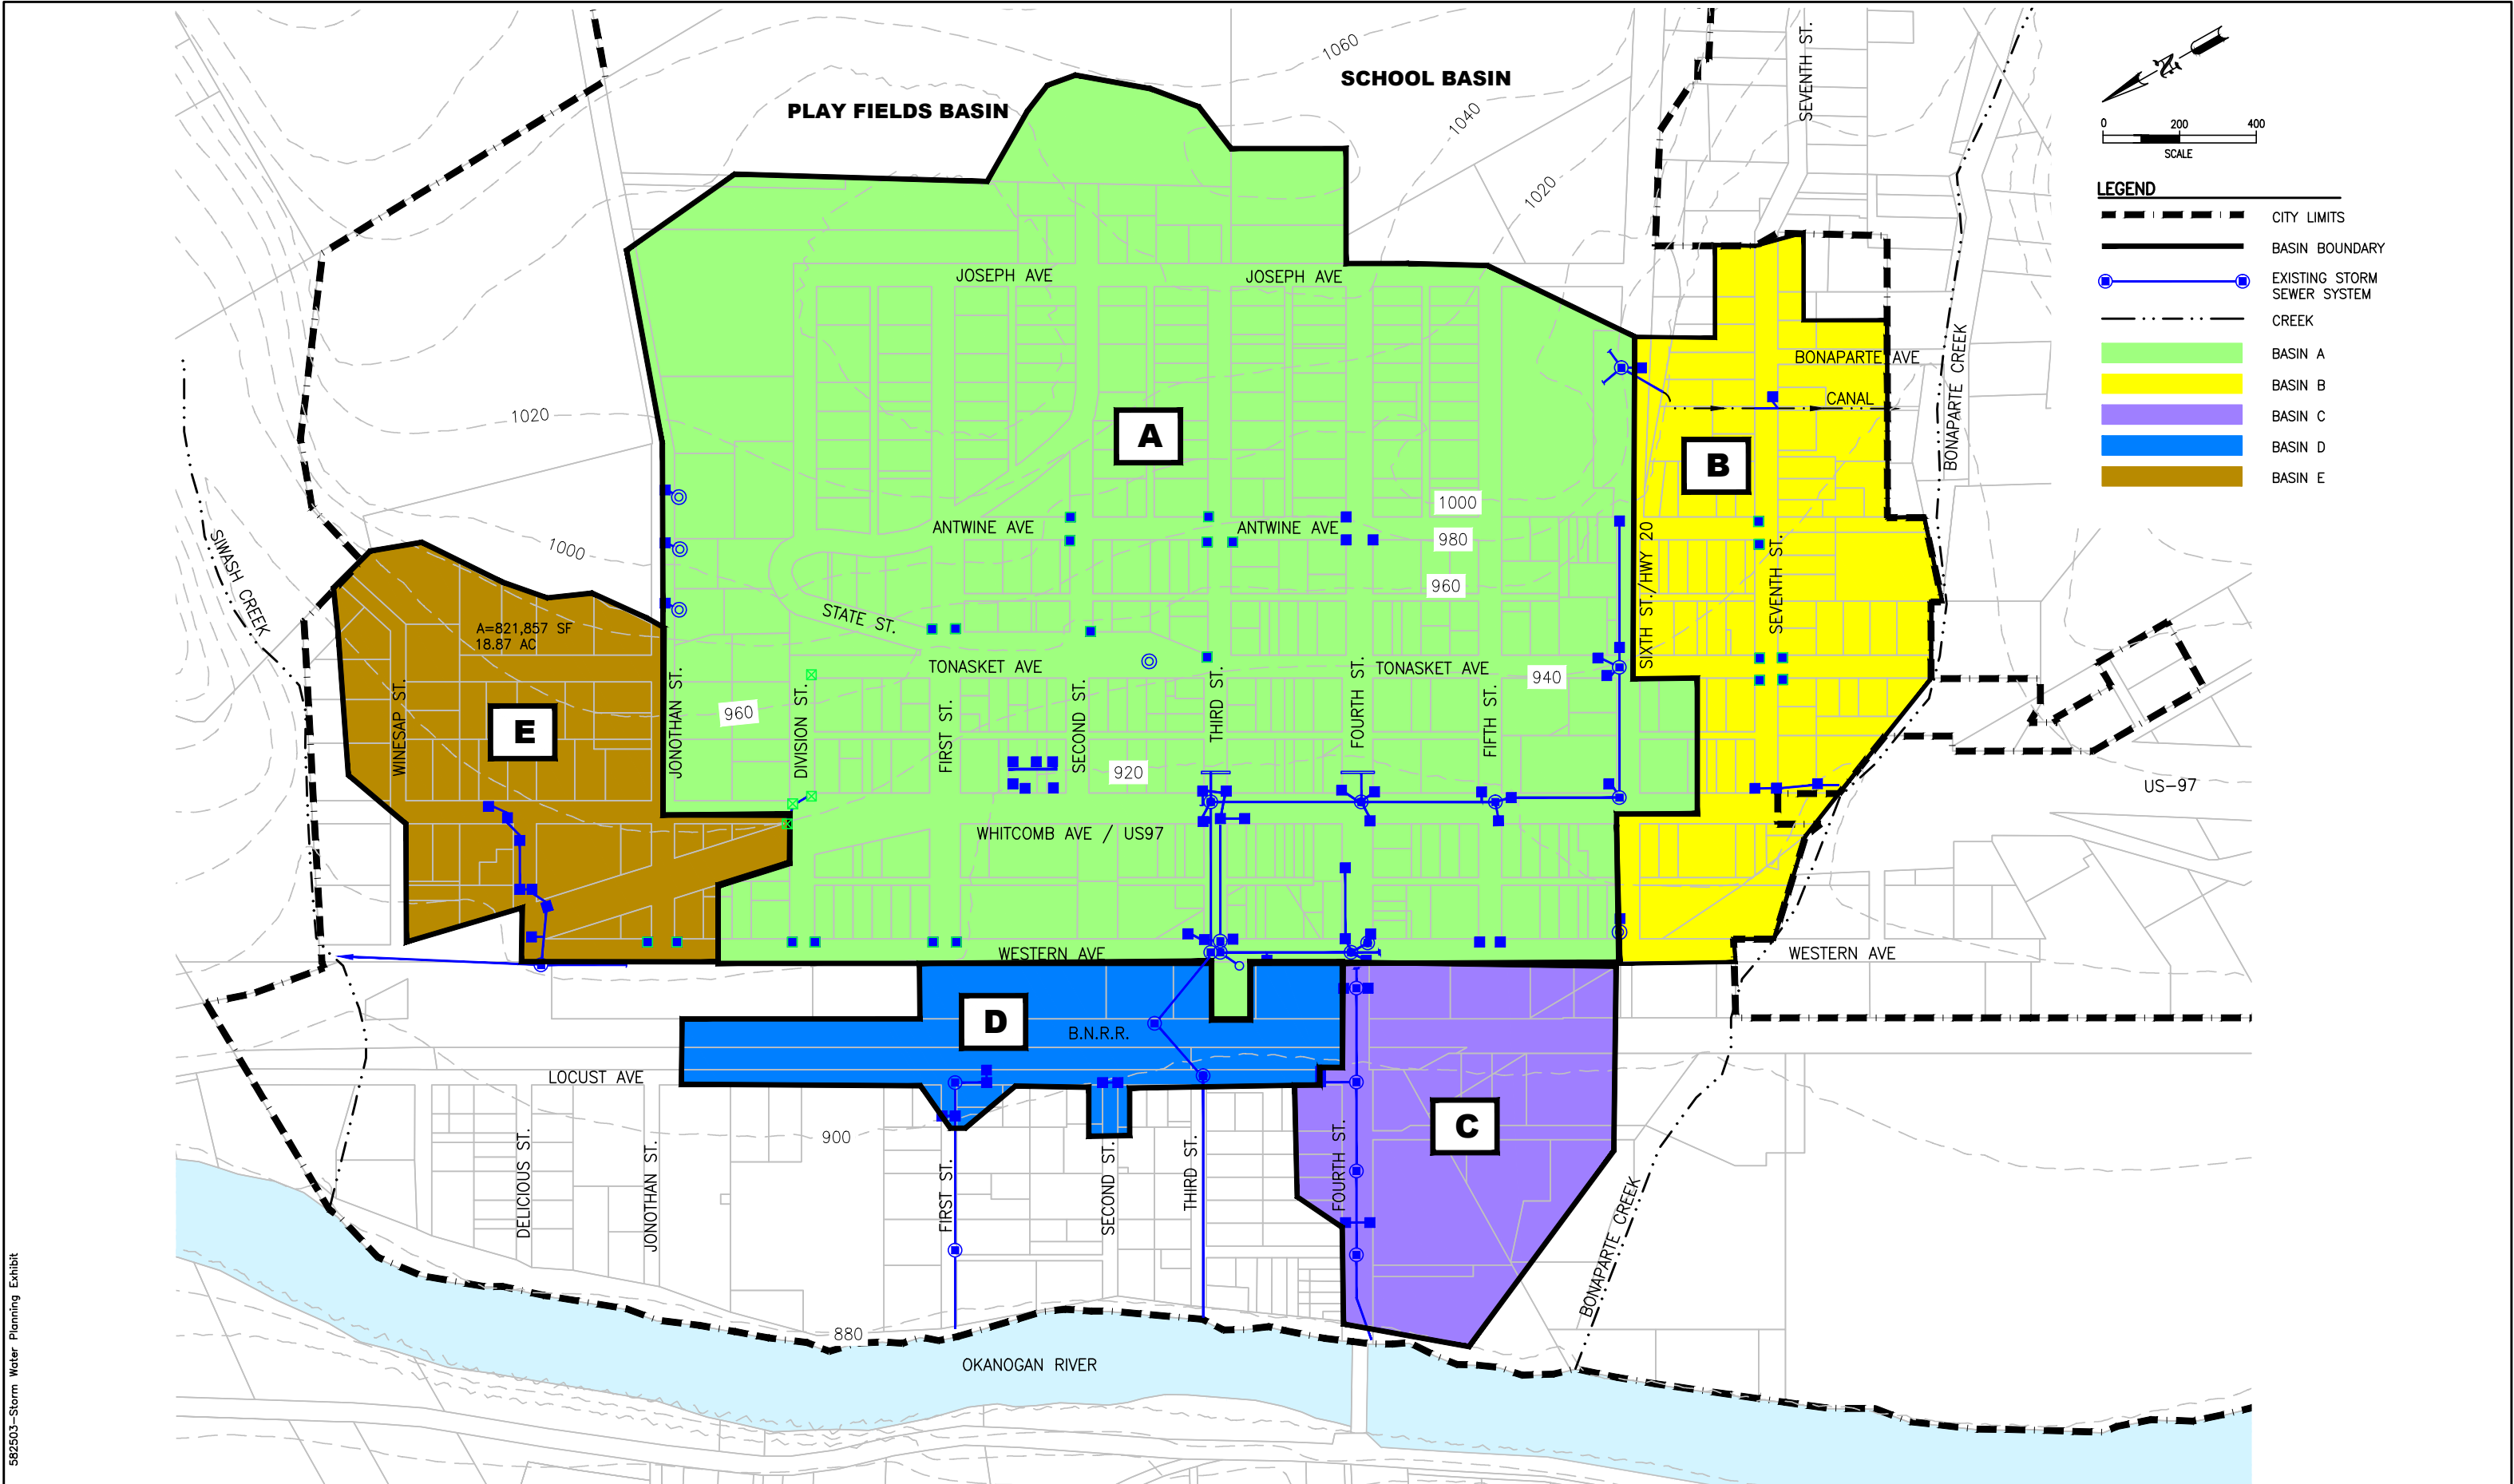 1060
SCHOOL BASIN
PLAY FIELDS BASIN
1040
1020
SEVENTH ST.
N
0 200 400
SCALE
LEGEND
CITY LIMITS
BASIN BOUNDARY
EXISTING STORM
SEWER SYSTEM
CREEK
BASIN A
BASIN B
BASIN C
BASIN D
BASIN E
JOSEPH AVE
JOSEPH AVE
BONAPARTE AVE
CANAL
BONAPARTE CREEK
1020
A
B
1000
ANTWINE AVE
ANTWINE AVE
980
1000
960
SIWASH CREEK
SIXTH ST./HWY 20
SEVENTH ST.
STATE ST.
A=821,857 SF
18.87 AC
TONASKET AVE
TONASKET AVE
940
WINESAP ST.
E
JONOTHAN ST.
960
DIVISION ST.
FIRST ST.
SECOND ST.
920
THIRD ST.
FOURTH ST.
FIFTH ST.
US-97
WHITCOMB AVE / US97
WESTERN AVE
WESTERN AVE
D
B.N.R.R.
LOCUST AVE
C
900
DELICIOUS ST.
JONOTHAN ST.
FIRST ST.
SECOND ST.
THIRD ST.
FOURTH ST.
BONAPARTE CREEK
880
OKANOGAN RIVER
582503-Storm Water Planning Exhibit